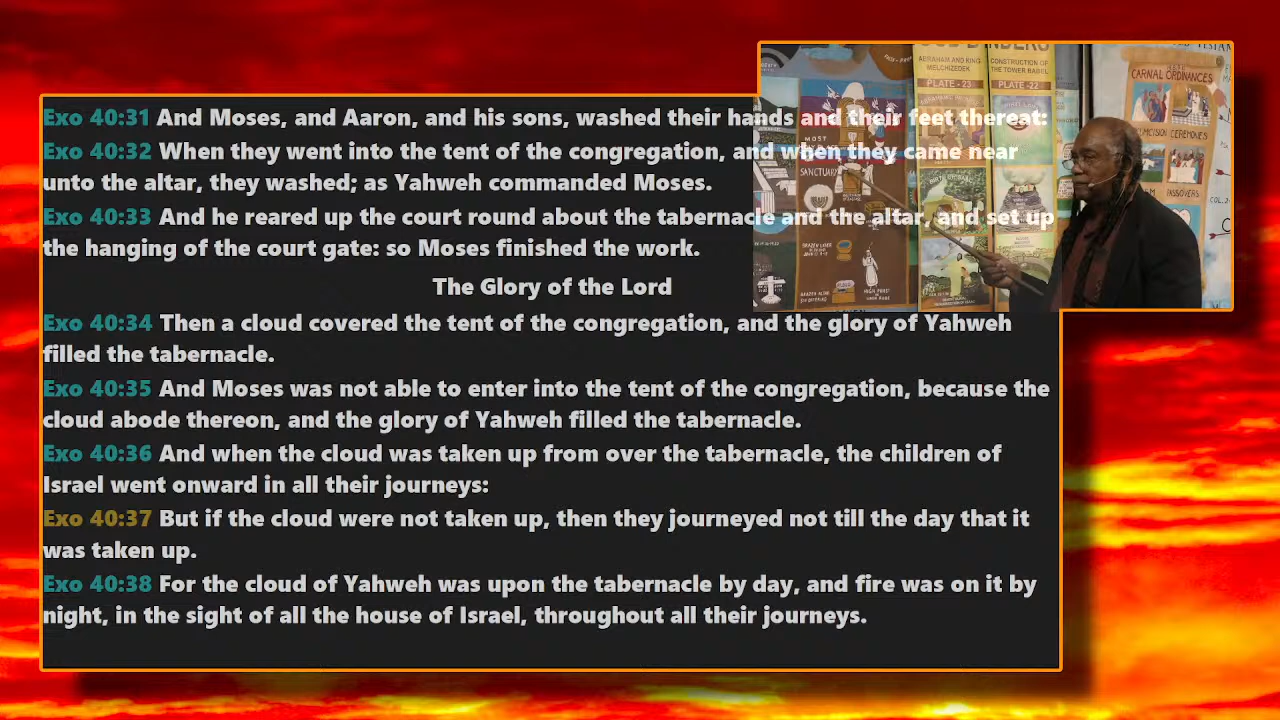 Exo 40:31 And Moses, and Aaron, and his sons, washed their hands and their feet thereat:
Exo 40:32 When they went into the tent of the congregation, and when they came near
unto the altar, they washed; as Yahweh commanded Moses.
Exo 40:33 And he reared up the court round about the tabernacle and the altar, and set up
the hanging of the court gate: so Moses finished the work.
The Glory of the Lord
Exo 40:34 Then a cloud covered the tent of the congregation, and the glory of Yahweh
filled the tabernacle.
Exo 40:35 And Moses was not able to enter into the tent of the congregation, because the
cloud abode thereon, and the glory of Yahweh filled the tabernacle.
Exo 40:36 And when the cloud was taken up from over the tabernacle, the children of
Israel went onward in all their journeys:
Exo 40:37 But if the cloud were not taken up, then they journeyed not till the day that it
was taken up.
Exo 40:38 For the cloud of Yahweh was upon the tabernacle by day, and fire was on it by
night, in the sight of all the house of Israel, throughout all their journeys.
ABRAHAM AND KING
MELCHIZEDEK
PLATE - 23
CONSTRUCTION OF
THE TOWER BABEL
PLATE - 22
CARNAL ORDINANCES
CEREMONIES
PASSOVERS
MOST
SANCTUARY
HIGH PRIEST